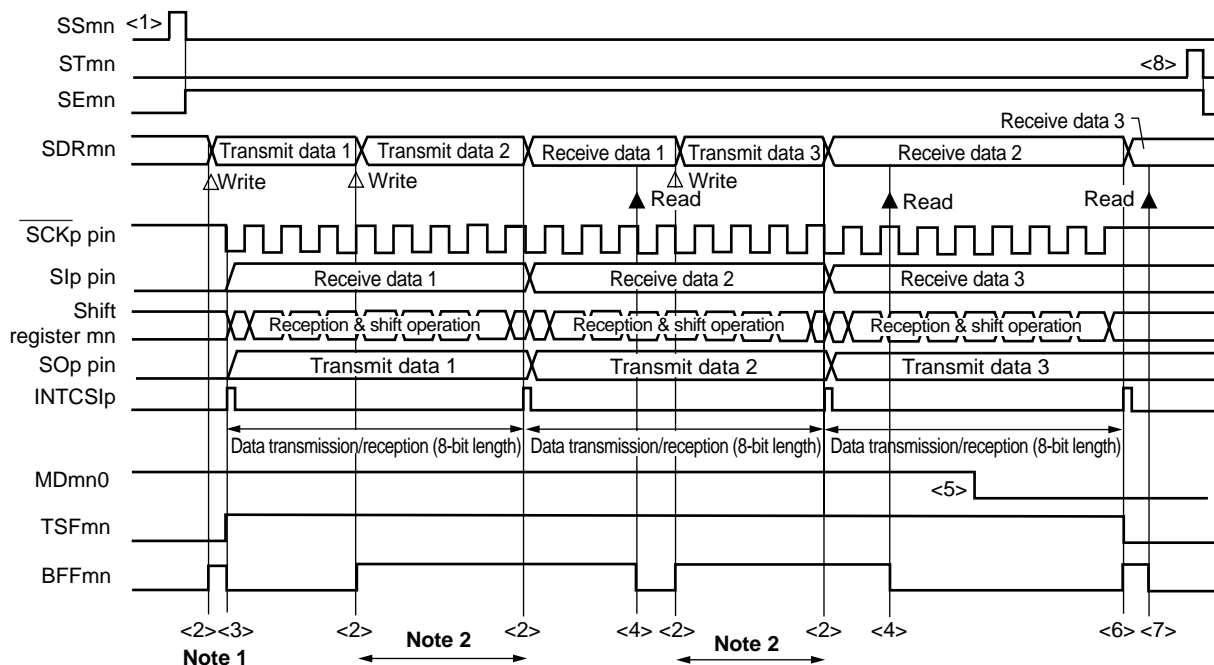 SSmn <1>
STmn <8>
SEmn
Receive data 3
SDRmn Transmit data 1 Transmit data 2 Receive data 1 Transmit data 3 Receive data 2
Write Write Write
Read Read Read
SCKp pin
SIp pin Receive data 1 Receive data 2 Receive data 3
Shift
register mn Reception & shift operation Reception & shift operation Reception & shift operation
SOp pin Transmit data 1 Transmit data 2 Transmit data 3
INTCSIp
Data transmission/reception (8-bit length) Data transmission/reception (8-bit length) Data transmission/reception (8-bit length)
MDmn0 <5>
TSFmn
BFFmn
<2> <3> <2> <2> <4> <2> <2> <4> <6> <7>
Note 1 Note 2 Note 2